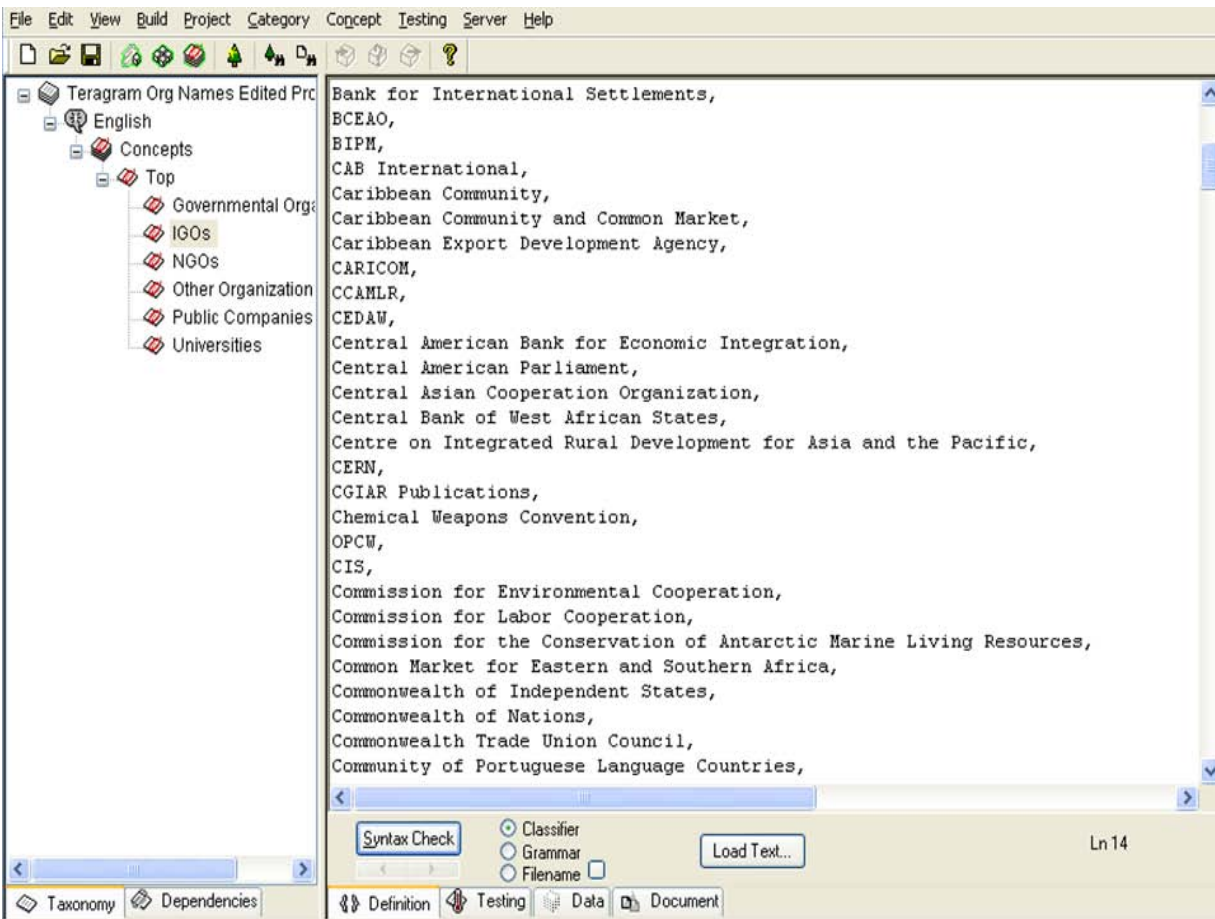 File Edit View Build Project Category Concept Testing Server Help
Teragram Org Names Edited Prc
English
Concepts
Top
Governmental Orga
IGOs
NGOs
Other Organization
Public Companies
Universities
Bank for International Settlements,
BCEAO,
BIPM,
CAB International,
Caribbean Community,
Caribbean Community and Common Market,
Caribbean Export Development Agency,
CARICOM,
CCAMLR,
CEDAW,
Central American Bank for Economic Integration,
Central American Parliament,
Central Asian Cooperation Organization,
Central Bank of West African States,
Centre on Integrated Rural Development for Asia and the Pacific,
CERN,
CGIAR Publications,
Chemical Weapons Convention,
OPCW,
CIS,
Commission for Environmental Cooperation,
Commission for Labor Cooperation,
Commission for the Conservation of Antarctic Marine Living Resources,
Common Market for Eastern and Southern Africa,
Commonwealth of Independent States,
Commonwealth of Nations,
Commonwealth Trade Union Council,
Community of Portuguese Language Countries,
Syntax Check
Classifier
Grammar
Filename
Load Text...
Ln 14
Taxonomy Dependencies
Definition Testing Data Document